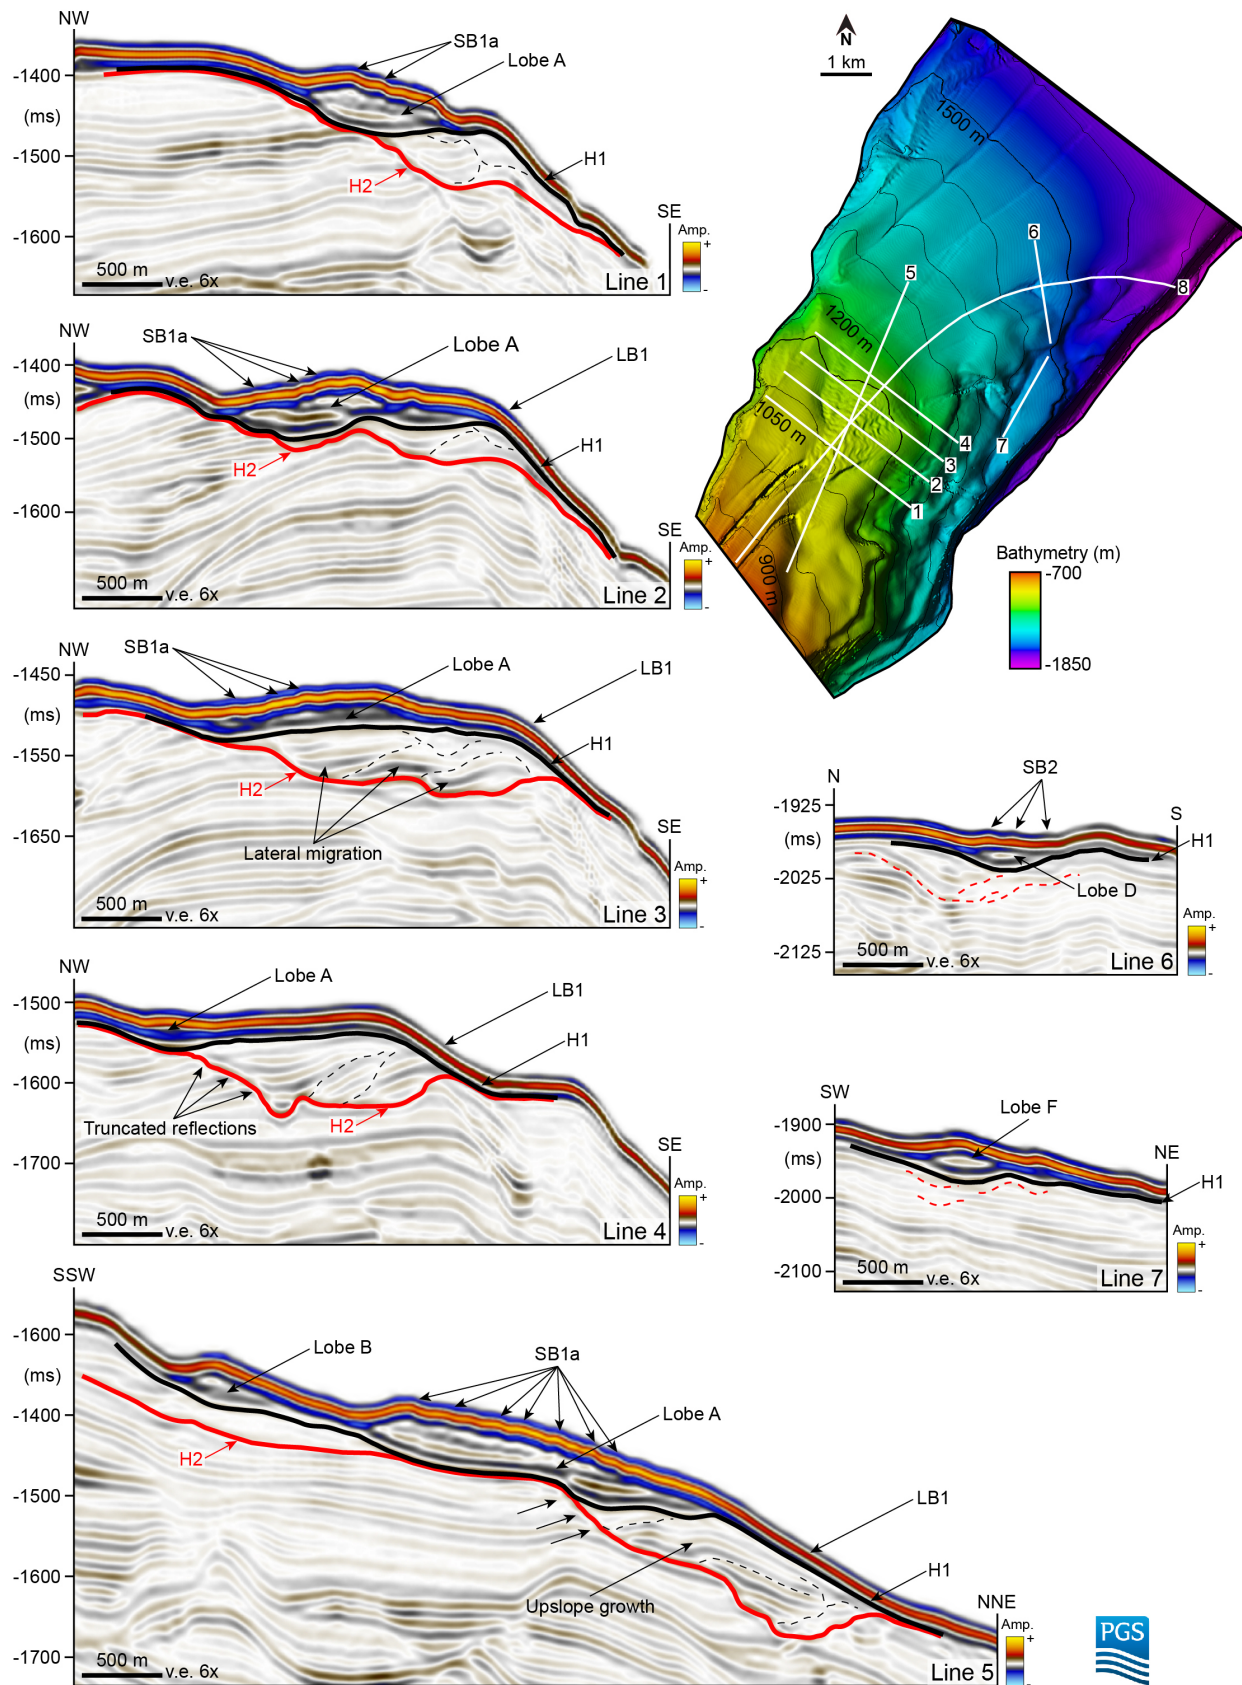 NW
SB1a
Lobe A
-1400
(ms)
-1500
H1
H2
-1600
SE
Amp.
+
-
500 m
v.e. 6x
Line 1
NW
SB1a
Lobe A
LB1
-1400
(ms)
-1500
H2
H1
-1600
SE
Amp.
+
-
500 m
v.e. 6x
Line 2
NW
SB1a
Lobe A
LB1
-1450
(ms)
-1550
H1
H2
-1650
Lateral migration
SE
Amp.
+
-
500 m
v.e. 6x
Line 3
NW
Lobe A
LB1
-1500
(ms)
H1
-1600
Truncated reflections
H2
-1700
SE
Amp.
+
-
500 m
v.e. 6x
Line 4
SSW
-1600
(ms)
Lobe B
SB1a
-1400
Lobe A
H2
-1500
LB1
-1600
H1
Upslope growth
NNE
-1700
Amp.
+
-
500 m
v.e. 6x
Line 5
PGS
N
1 km
1500 m
6
5
8
1200 m
1050 m
4
7
3
2
1
900 m
Bathymetry (m)
-700
-1850
N
SB2
-1925
S
(ms)
H1
-2025
Lobe D
Amp.
+
-
-2125
500 m
v.e. 6x
Line 6
SW
Lobe F
-1900
NE
(ms)
H1
-2000
Amp.
+
-
-2100
500 m
v.e. 6x
Line 7